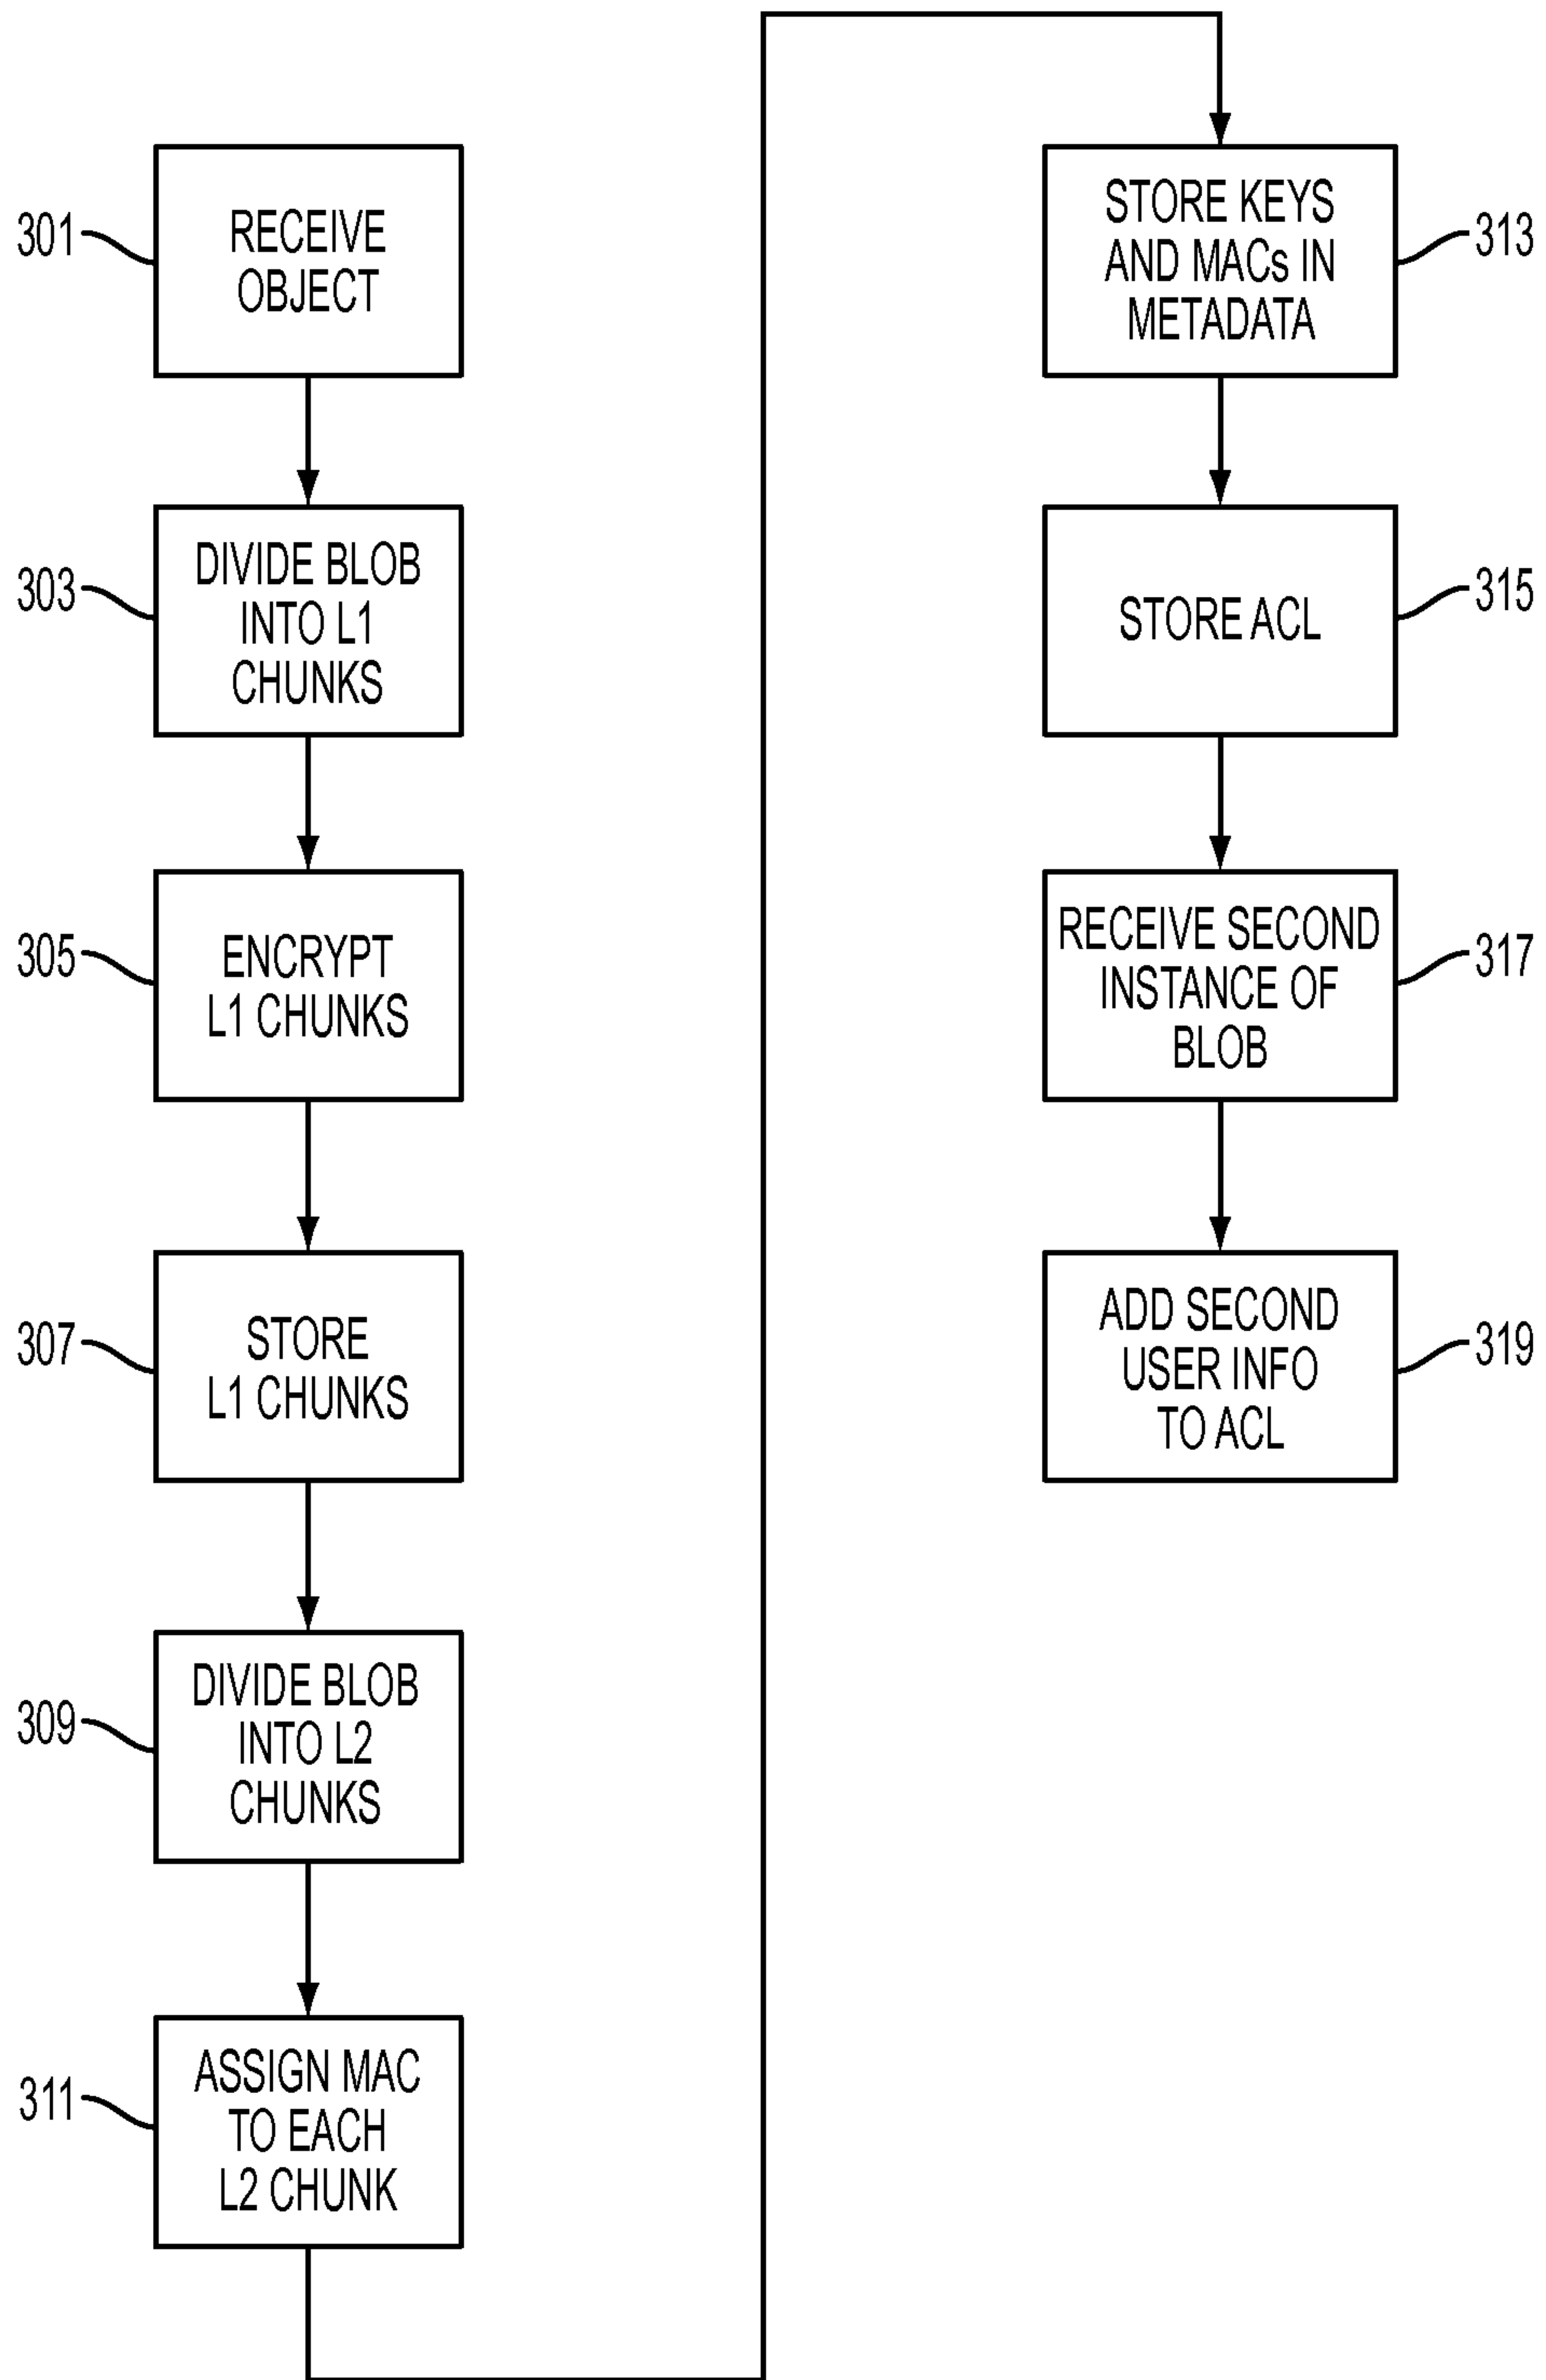 301
RECEIVE
OBJECT
303
DIVIDE BLOB
INTO L1
CHUNKS
305
ENCRYPT
L1 CHUNKS
307
STORE
L1 CHUNKS
309
DIVIDE BLOB
INTO L2
CHUNKS
311
ASSIGN MAC
TO EACH
L2 CHUNK
STORE KEYS
AND MACs IN
METADATA
313
STORE ACL
315
RECEIVE SECOND
INSTANCE OF
BLOB
317
ADD SECOND
USER INFO
TO ACL
319